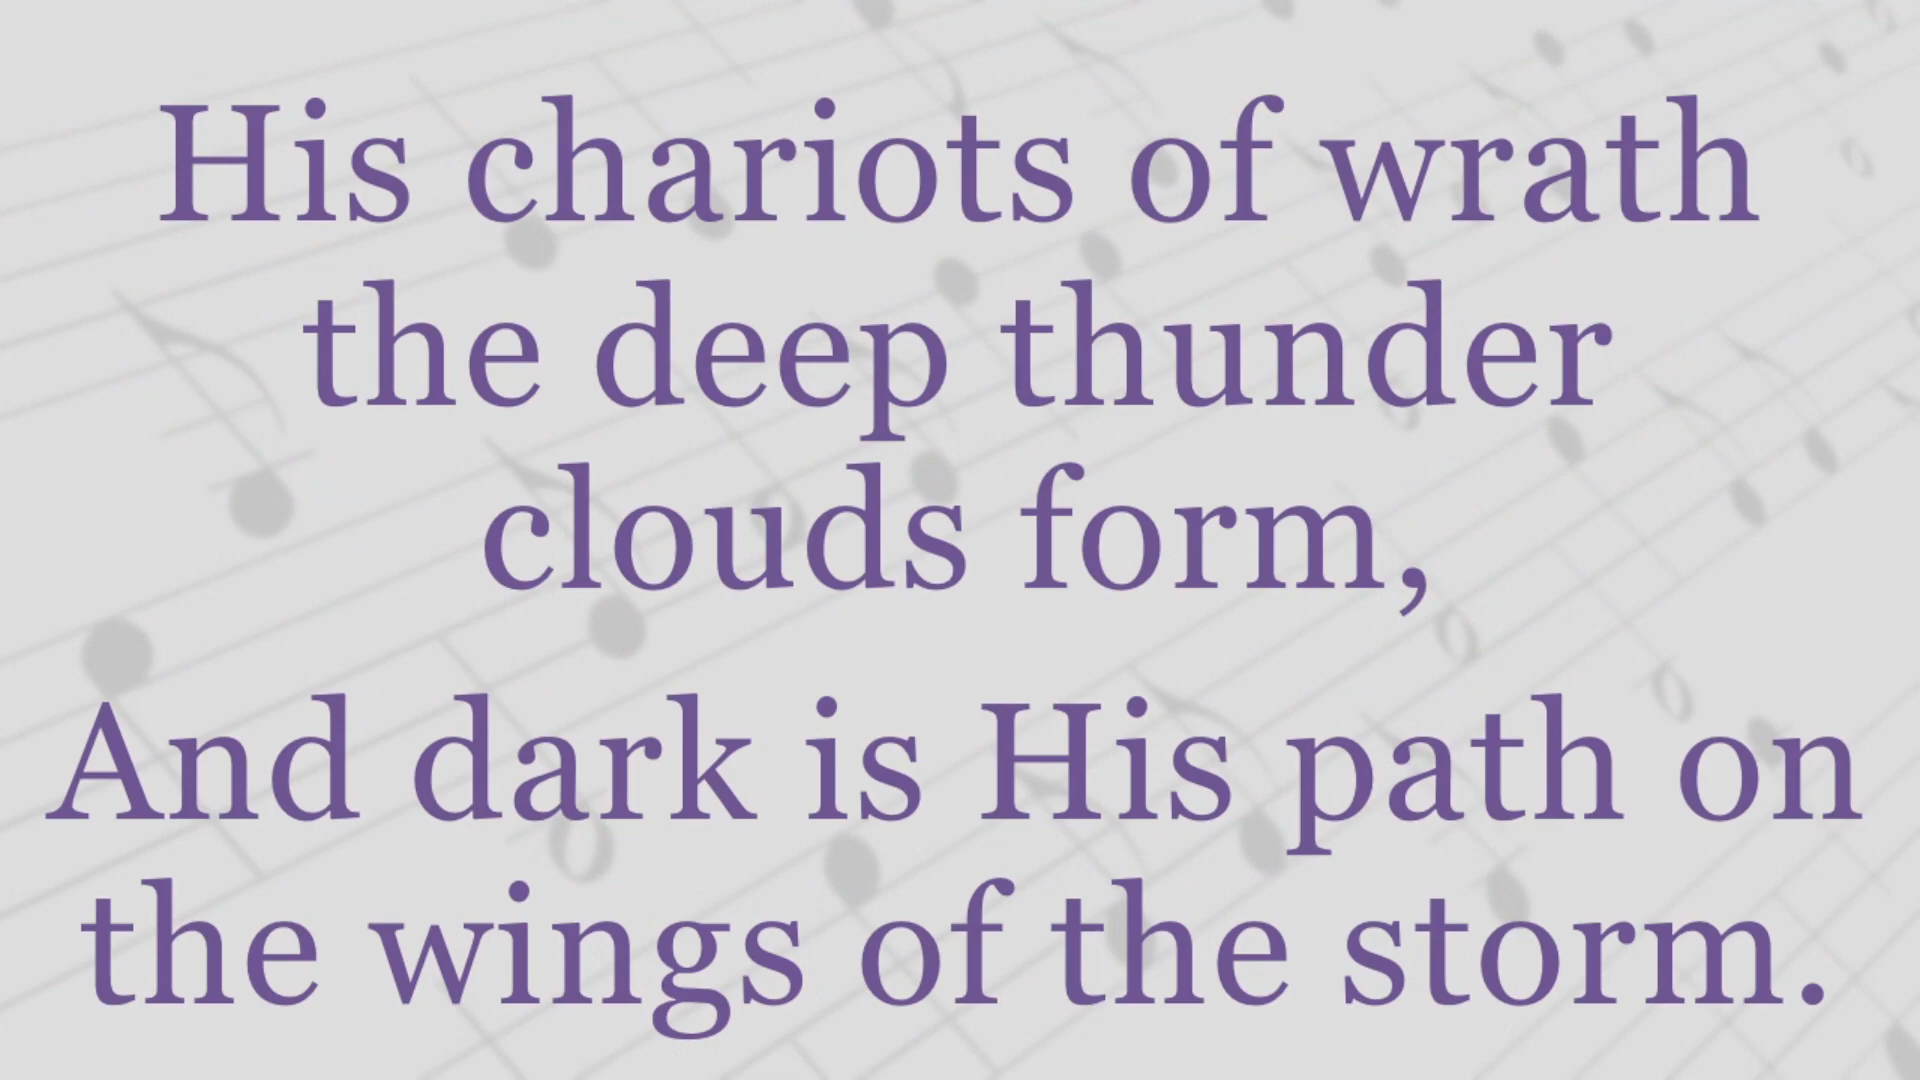 His chariots of wrath
the deep thunder
clouds form,
And dark is His path on
the wings of the storm.